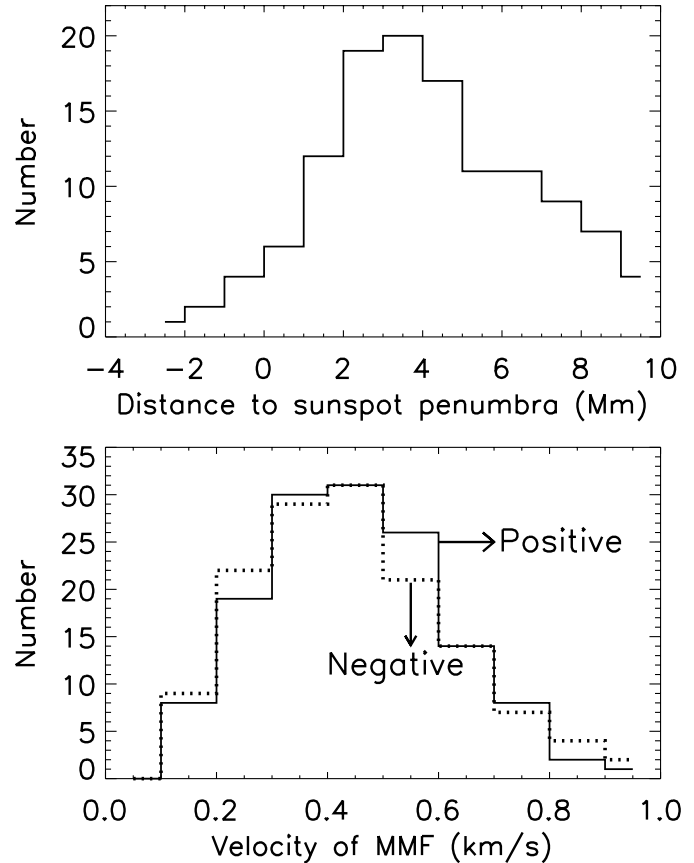 20
15
10
5
0
Number
−4 −2 0 2 4 6 8 10
Distance to sunspot penumbra (Mm)
35
30
25
20
15
10
5
0
Number
Positive
Negative
0.0 0.2 0.4 0.6 0.8 1.0
Velocity of MMF (km/s)